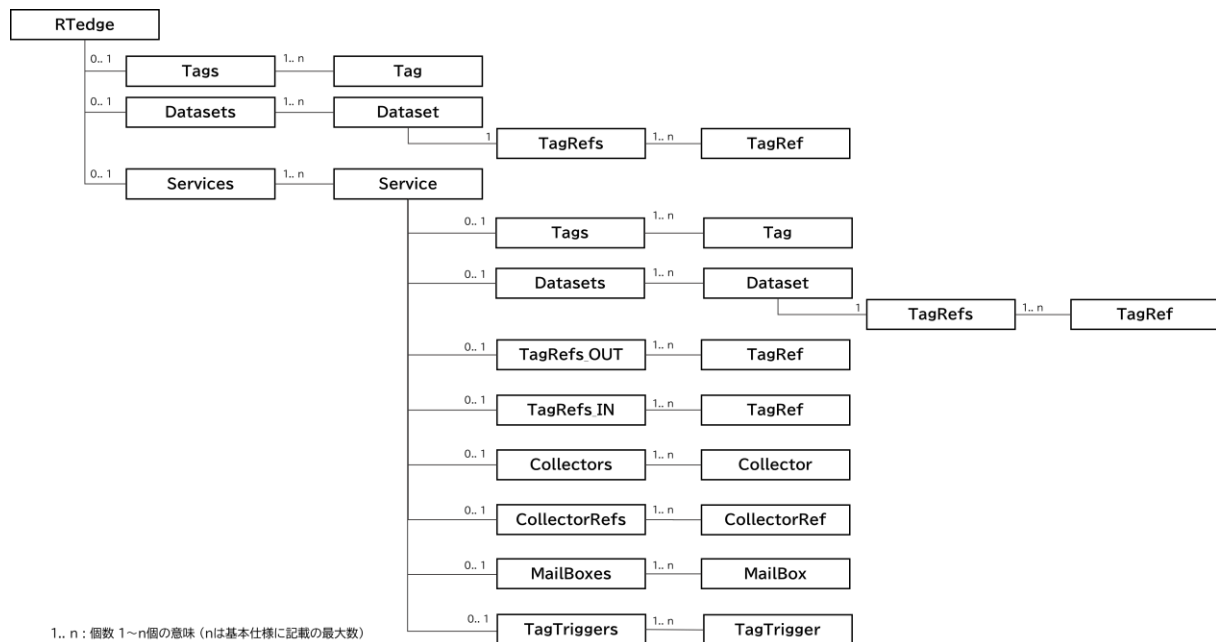 RTedge
0.. 1 Tags 1.. n Tag
0.. 1 Datasets 1.. n Dataset
1 TagRefs 1.. n TagRef
0.. 1 Services 1.. n Service
0.. 1 Tags 1.. n Tag
0.. 1 Datasets 1.. n Dataset
1 TagRefs 1.. n TagRef
0.. 1 TagRefs_OUT 1.. n TagRef
0.. 1 TagRefs_IN 1.. n TagRef
0.. 1 Collectors 1.. n Collector
0.. 1 CollectorRefs 1.. n CollectorRef
0.. 1 MailBoxes 1.. n MailBox
0.. 1 TagTriggers 1.. n TagTrigger
1.. n : 個数 1～n個の意味 (nは基本仕様に記載の最大数)